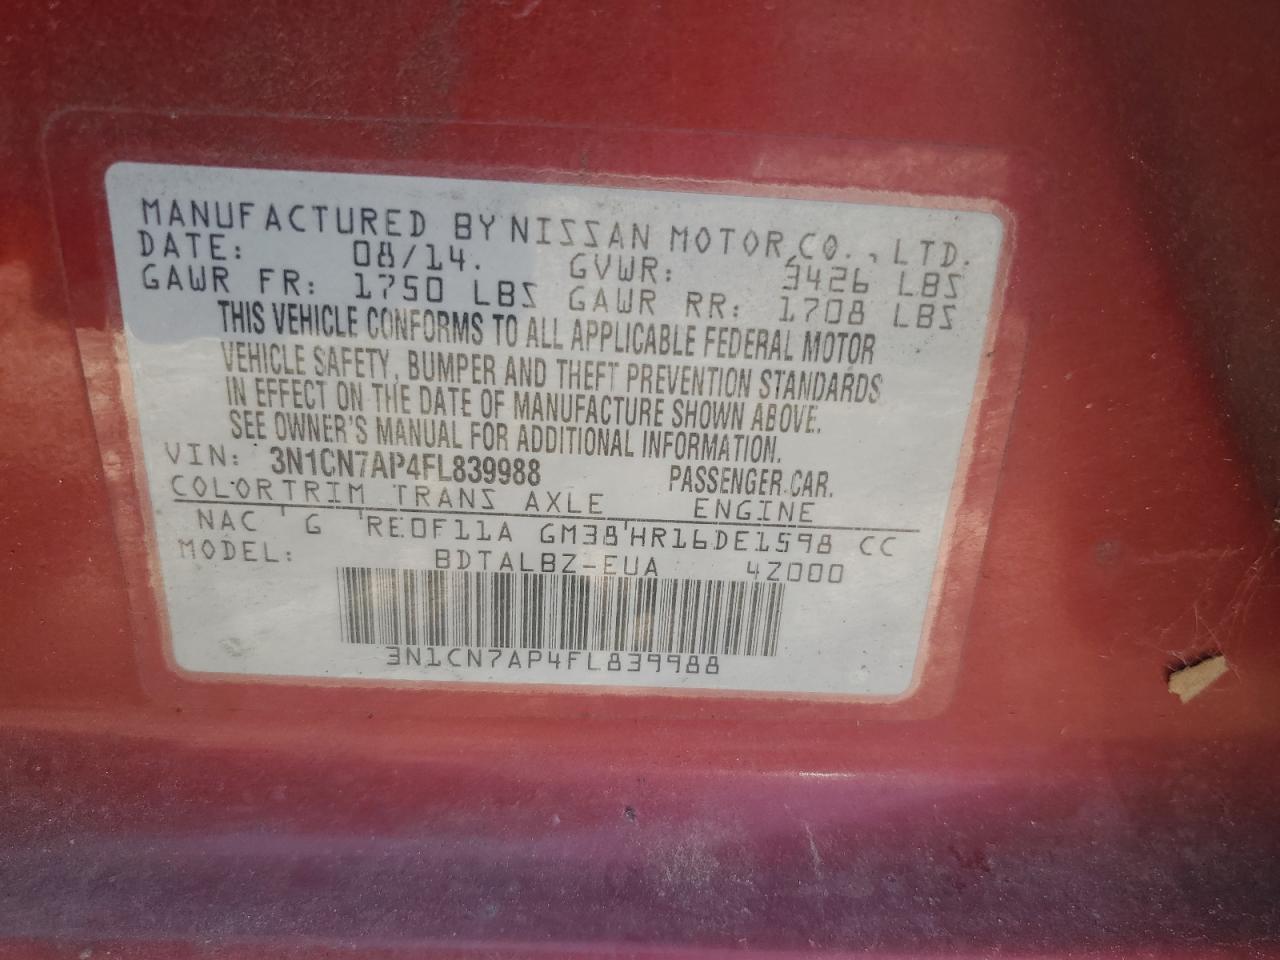 MANUFACTURED BY NISSAN MOTOR CO., LTD.
DATE: 08/14. GVWR: 3426 LBS
GAWR FR: 1750 LBS GAWR RR: 1708 LBS
THIS VEHICLE CONFORMS TO ALL APPLICABLE FEDERAL MOTOR
VEHICLE SAFETY, BUMPER AND THEFT PREVENTION STANDARDS
IN EFFECT ON THE DATE OF MANUFACTURE SHOWN ABOVE.
SEE OWNER'S MANUAL FOR ADDITIONAL INFORMATION.
VIN: 3N1CN7AP4FL839988 PASSENGER CAR.
COLOR TRIM TRANS AXLE ENGINE
NAC G RE0F11A GM38 HR16DE1598 CC
MODEL: BDTALBZ-EUA 4Z000
3N1CN7AP4FL839988